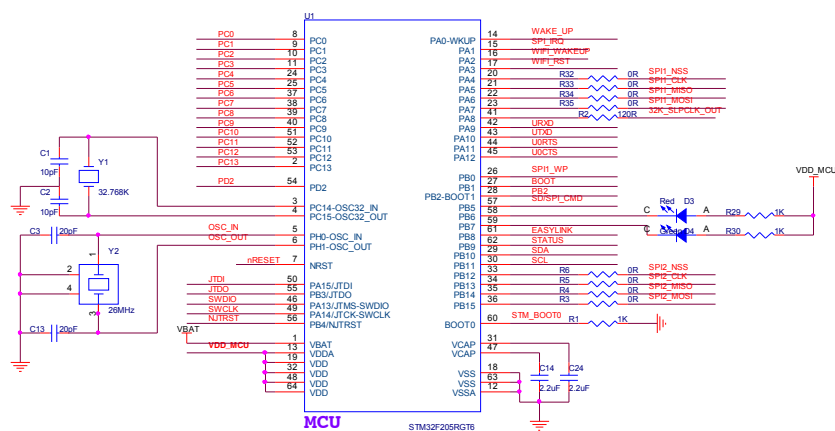 U1
PC0 8 PC0 PA0-WKUP 14 WAKE_UP
PC1 9 PC1 PA1 15 SPI_IRQ
PC2 10 PC2 PA2 16 WIFI_WAKEUP
PC3 11 PC3 PA3 17 WIFI_RST
PC4 24 PC4 PA4 20 R32 0R SPI1_NSS
PC5 25 PC5 PA5 21 R33 0R SPI1_CLK
PC6 37 PC6 PA6 22 R34 0R SPI1_MISO
PC7 38 PC7 PA7 23 R35 0R SPI1_MOSI
PC8 39 PC8 PA8 41 R2 120R 32K_SLPCLK_OUT
PC9 40 PC9 PA9 42 URXD
PC10 51 PC10 PA10 43 UTXD
PC11 52 PC11 PA11 44 U0RTS
PC12 53 PC12 PA12 45 U0CTS
PC13 2 PC13
PB0 26 SPI1_WP
PD2 54 PD2 PB1 27 BOOT
PB2-BOOT1 28 PB2
C1 10pF Y1 32.768K
C2 10pF
3 PC14-OSC32 IN PB5 57 SD/SPI_CMD
4 PC15-OSC32_OUT PB6 58 C Red D3 A R29 1K VDD_MCU
PB7 59 C Green D4 A R30 1K
C3 20pF OSC_IN 5 PH0-OSC_IN PB8 61 EASYLINK
OSC_OUT 6 PH1-OSC_OUT PB9 62 STATUS
Y2 1 2 4 3 26MHz
PB10 29 SDA
nRESET 7 NRST PB11 30 SCL
PB12 33 R6 0R SPI2_NSS
JTDI 50 PA15/JTDI PB13 34 R5 0R SPI2_CLK
JTDO 55 PB3/JTDO PB14 35 R4 0R SPI2_MISO
SWDIO 46 PA13/JTMS-SWDIO PB15 36 R3 0R SPI2_MOSI
SWCLK 49 PA14/JTCK-SWCLK
NJTRST 56 PB4/NJTRST BOOT0 60 STM_BOOT0 R1 1K
C13 20pF VBAT
1 VBAT VCAP 31
VDD_MCU 13 VDDA VCAP 47
19 VDD
32 VDD VSS 18 C14 2.2uF C24 2.2uF
48 VDD VSS 63
64 VDD VSSA 12
MCU STM32F205RGT6